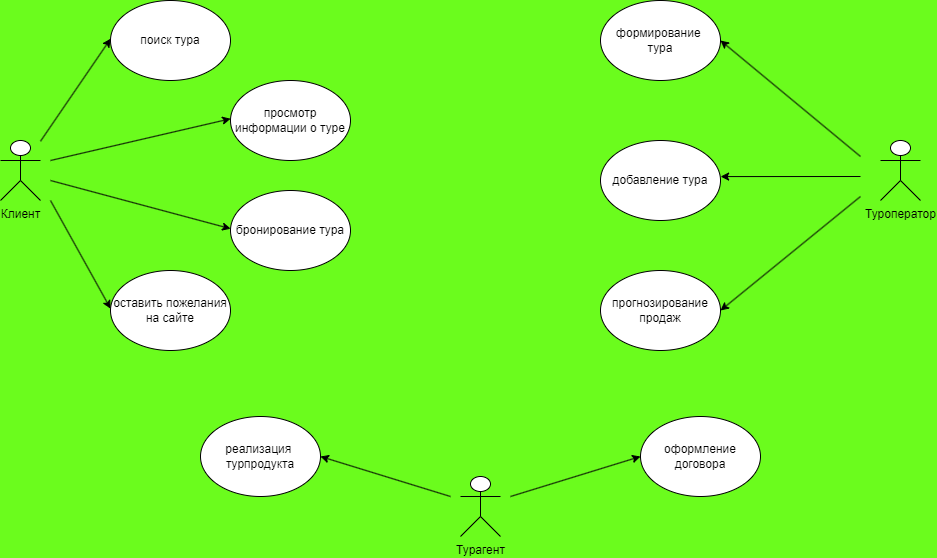 поиск тура
просмотр
информации о туре
Клиент
бронирование тура
оставить пожелания
на сайте
формирование
тура
добавление тура
Туроператор
прогнозирование
продаж
реализация
турпродукта
оформление
договора
Турагент